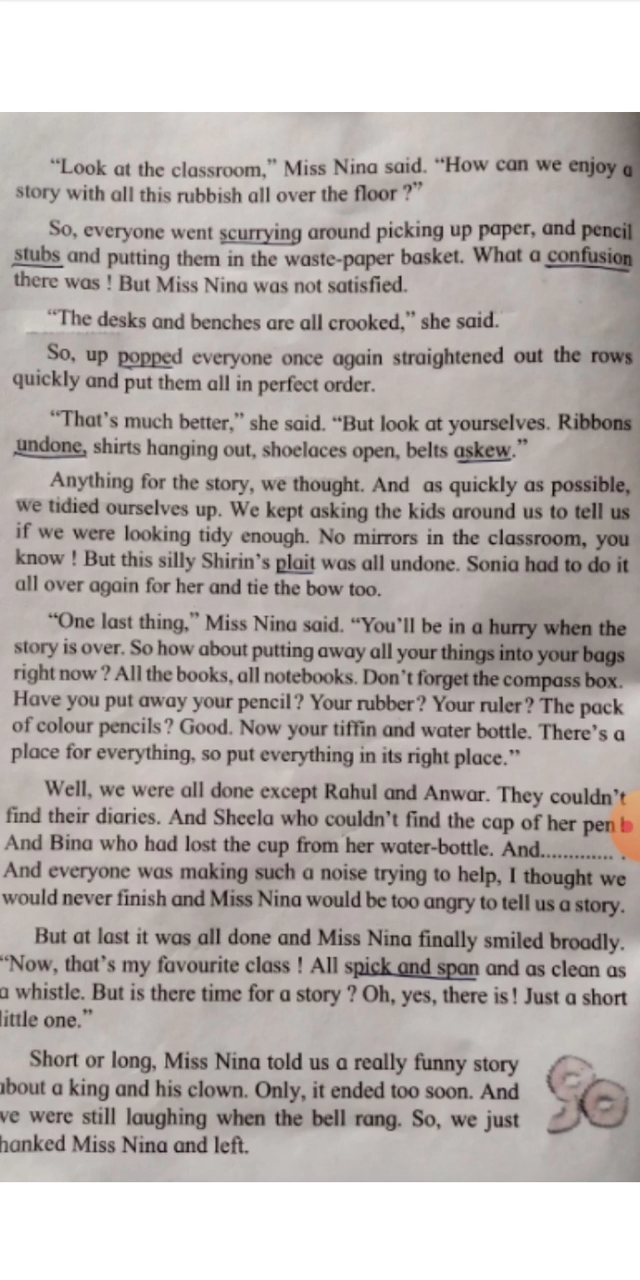 “Look at the classroom,” Miss Nina said. “How can we enjoy a
story with all this rubbish all over the floor ?”
So, everyone went scurrying around picking up paper, and pencil
stubs and putting them in the waste-paper basket. What a confusion
there was ! But Miss Nina was not satisfied.
“The desks and benches are all crooked,” she said.
So, up popped everyone once again straightened out the rows
quickly and put them all in perfect order.
“That’s much better,” she said. “But look at yourselves. Ribbons
undone, shirts hanging out, shoelaces open, belts askew.”
Anything for the story, we thought. And as quickly as possible,
we tidied ourselves up. We kept asking the kids around us to tell us
if we were looking tidy enough. No mirrors in the classroom, you
know ! But this silly Shirin’s plait was all undone. Sonia had to do it
all over again for her and tie the bow too.
“One last thing,” Miss Nina said. “You’ll be in a hurry when the
story is over. So how about putting away all your things into your bags
right now ? All the books, all notebooks. Don’t forget the compass box.
Have you put away your pencil ? Your rubber ? Your ruler ? The pack
of colour pencils ? Good. Now your tiffin and water bottle. There’s a
place for everything, so put everything in its right place.”
Well, we were all done except Rahul and Anwar. They couldn’t
find their diaries. And Sheela who couldn’t find the cap of her pen
And Bina who had lost the cup from her water-bottle. And............. .
And everyone was making such a noise trying to help, I thought we
would never finish and Miss Nina would be too angry to tell us a story.
But at last it was all done and Miss Nina finally smiled broadly.
“Now, that’s my favourite class ! All spick and span and as clean as
a whistle. But is there time for a story ? Oh, yes, there is ! Just a short
little one.”
Short or long, Miss Nina told us a really funny story
about a king and his clown. Only, it ended too soon. And
we were still laughing when the bell rang. So, we just
hanked Miss Nina and left.